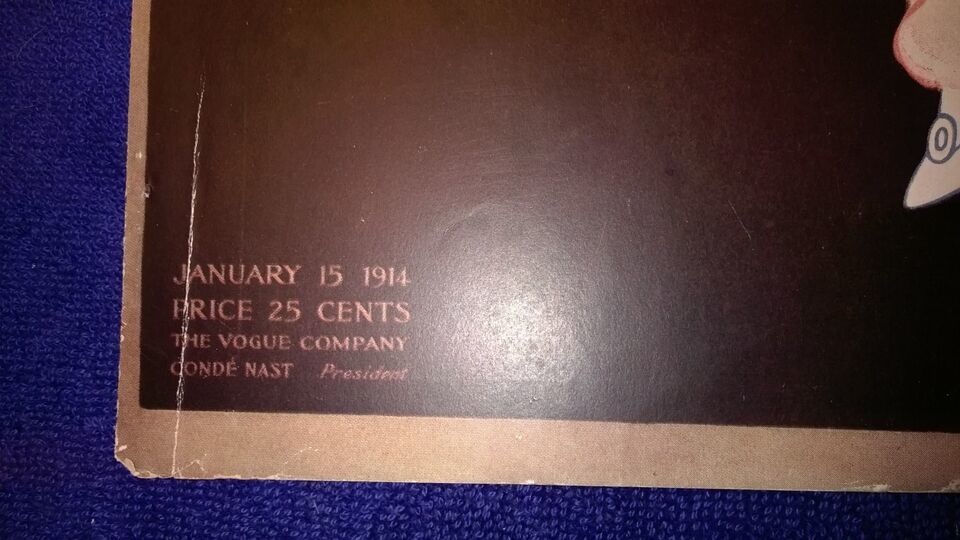 JANUARY 15 1914
PRICE 25 CENTS
THE VOGUE COMPANY
CONDÉ NAST President